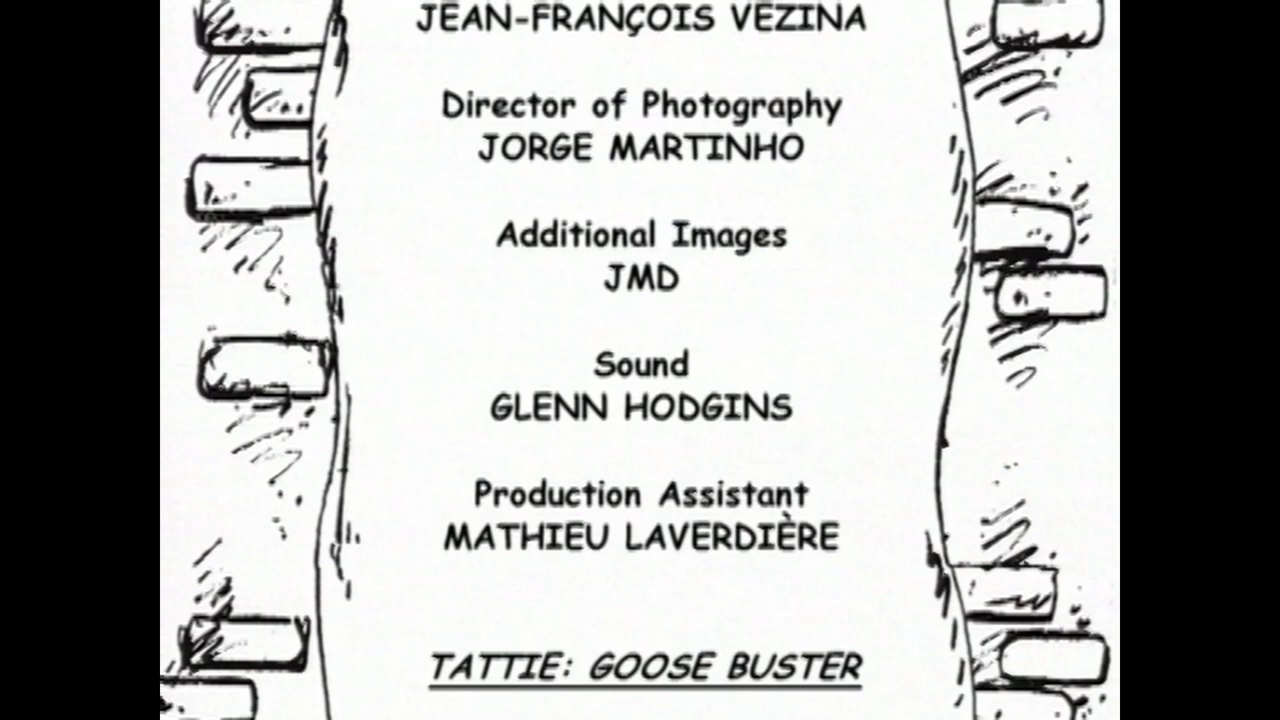 JEAN-FRANÇOIS VÉZINA
Director of Photography
JORGE MARTINHO
Additional Images
JMD
Sound
GLENN HODGINS
Production Assistant
MATHIEU LAVERDIÈRE
TATTIE: GOOSE BUSTER